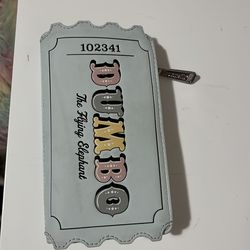 102341
DUMBO
The Flying Elephant